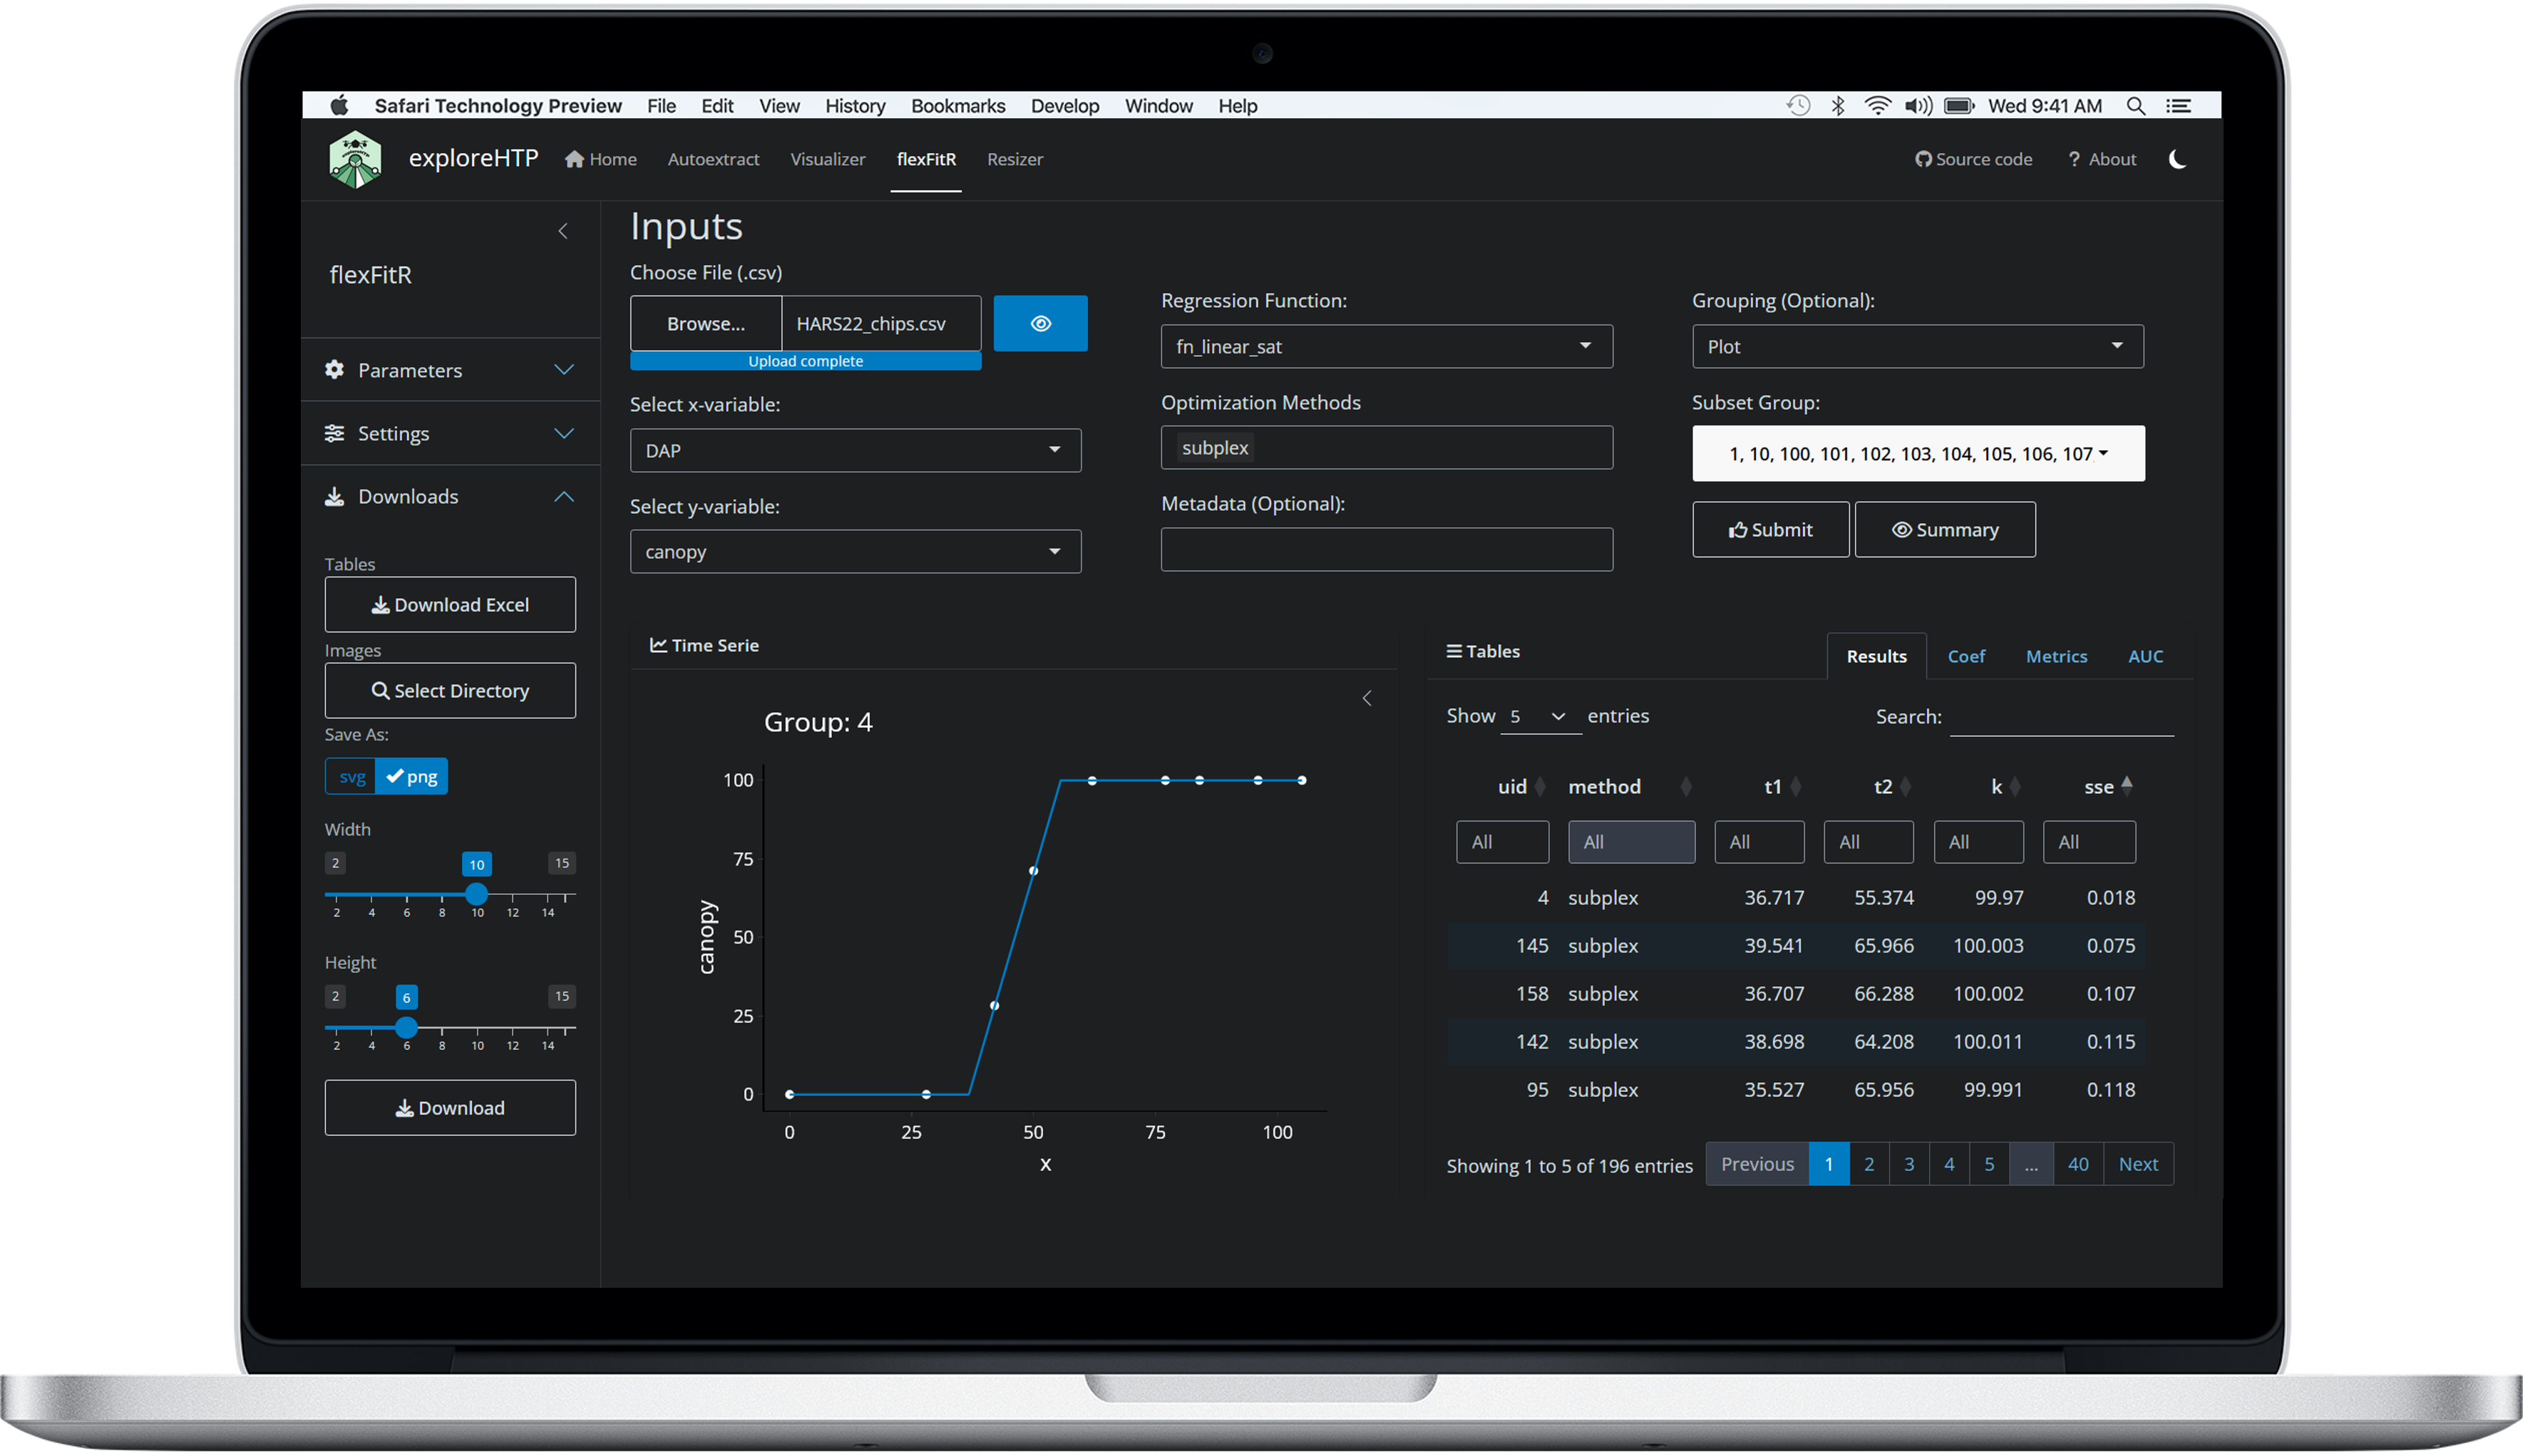 Safari Technology Preview File Edit View History Bookmarks Develop Window Help Wed 9:41 AM
exploreHTP Home Autoextract Visualizer flexFitR Resizer Source code ? About
flexFitR
Parameters
Settings
Downloads
Tables
Download Excel
Images
Select Directory
Save As:
svg png
Width
2 10 15
2 4 6 8 10 12 14
Height
2 6 15
2 4 6 8 10 12 14
Download
Inputs
Choose File (.csv)
Browse... HARS22_chips.csv
Upload complete
Select x-variable:
DAP
Select y-variable:
canopy
Regression Function:
fn_linear_sat
Optimization Methods
subplex
Metadata (Optional):
Grouping (Optional):
Plot
Subset Group:
1, 10, 100, 101, 102, 103, 104, 105, 106, 107,
Submit Summary
Time Serie
Group: 4
100
75
50
25
0
canopy
0 25 50 75 100
x
Tables Results Coef Metrics AUC
Show 5 entries Search:
uid method t1 t2 k sse
All All All All All All
4 subplex 36.717 55.374 99.97 0.018
145 subplex 39.541 65.966 100.003 0.075
158 subplex 36.707 66.288 100.002 0.107
142 subplex 38.698 64.208 100.011 0.115
95 subplex 35.527 65.956 99.991 0.118
Showing 1 to 5 of 196 entries Previous 1 2 3 4 5 ... 40 Next